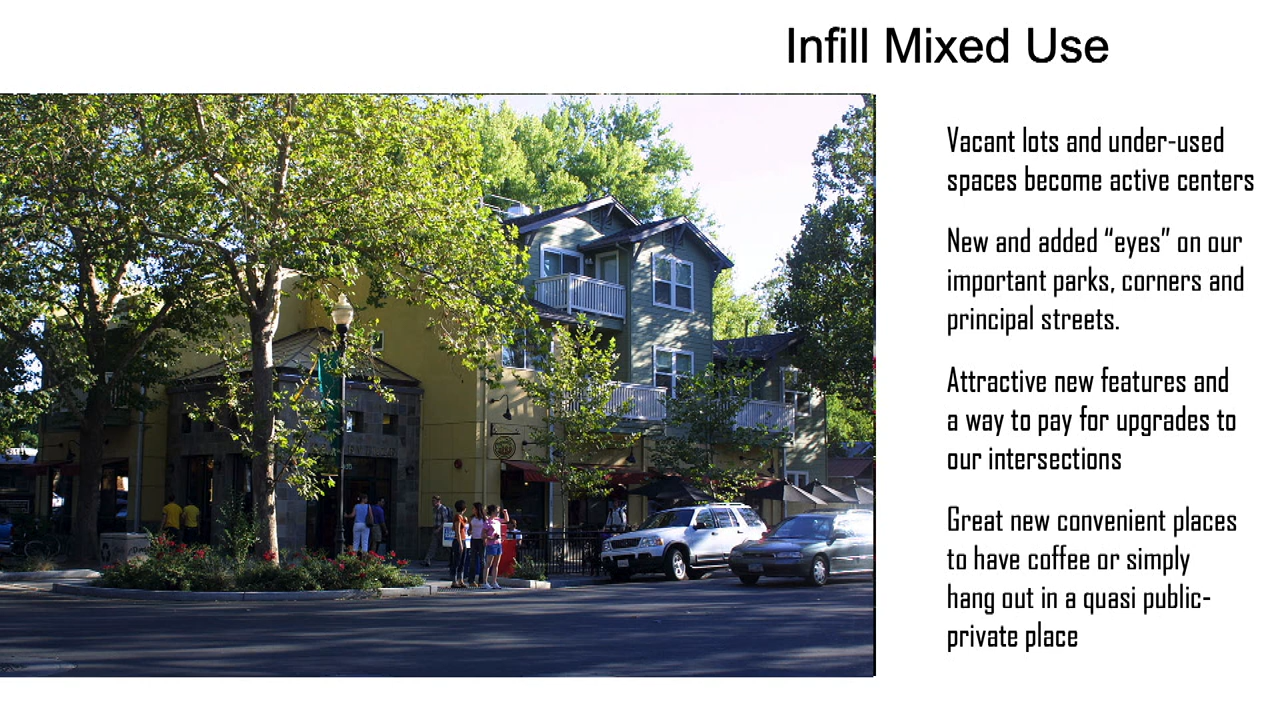 Infill Mixed Use
Vacant lots and under-used
spaces become active centers
New and added “eyes” on our
important parks, corners and
principal streets.
Attractive new features and
a way to pay for upgrades to
our intersections
Great new convenient places
to have coffee or simply
hang out in a quasi public-
private place